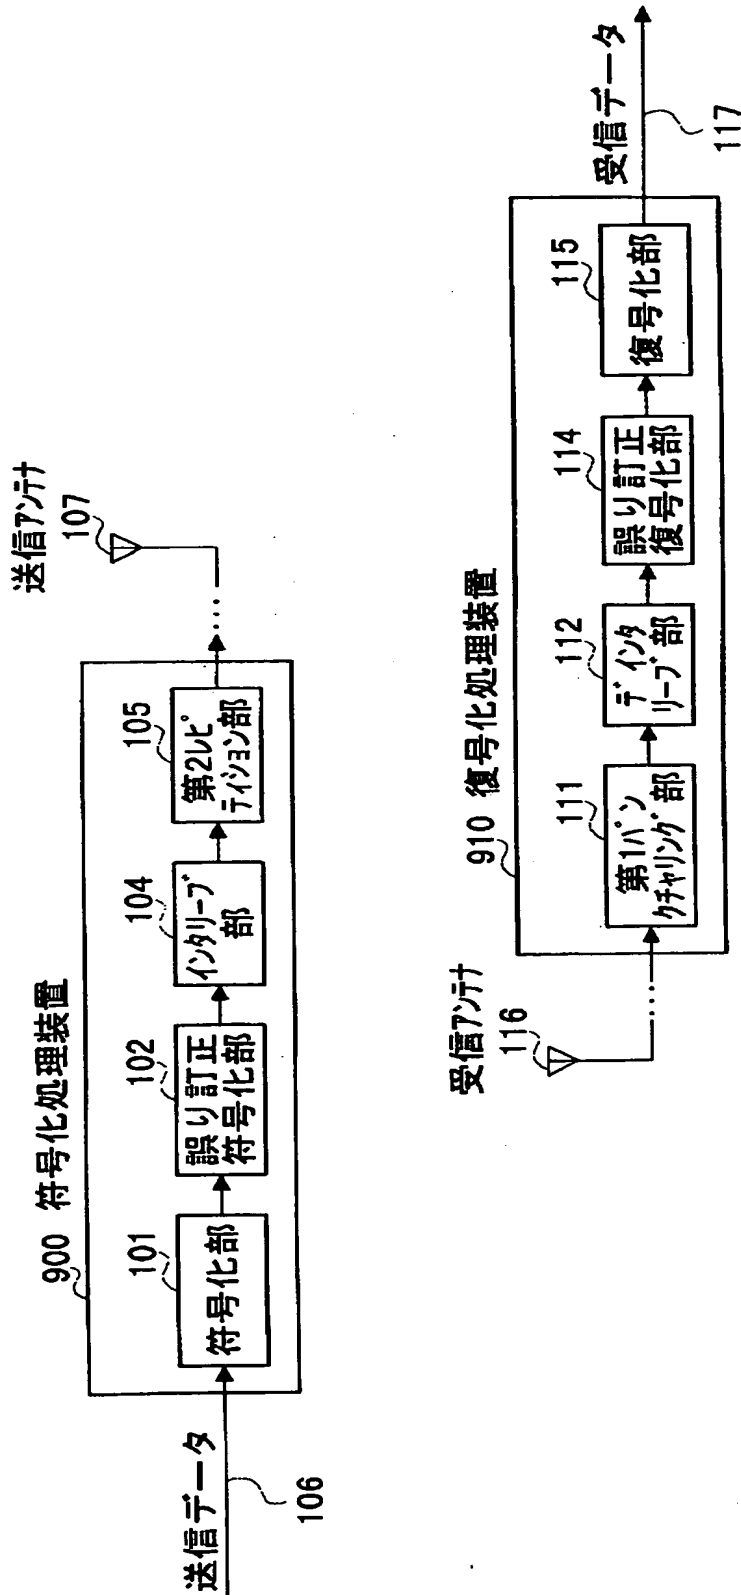 900 符号化処理装置
送信データ
106
101
符号化部
102
誤り訂正
符号化部
104
インタリーブ
部
105
第2レピ
ティション部
送信アンテナ
107
...
910 復号化処理装置
受信アンテナ
116
...
111
第1パン
クチャリング部
112
デインタ
リーブ部
114
誤り訂正
復号化部
115
復号化部
受信データ
117